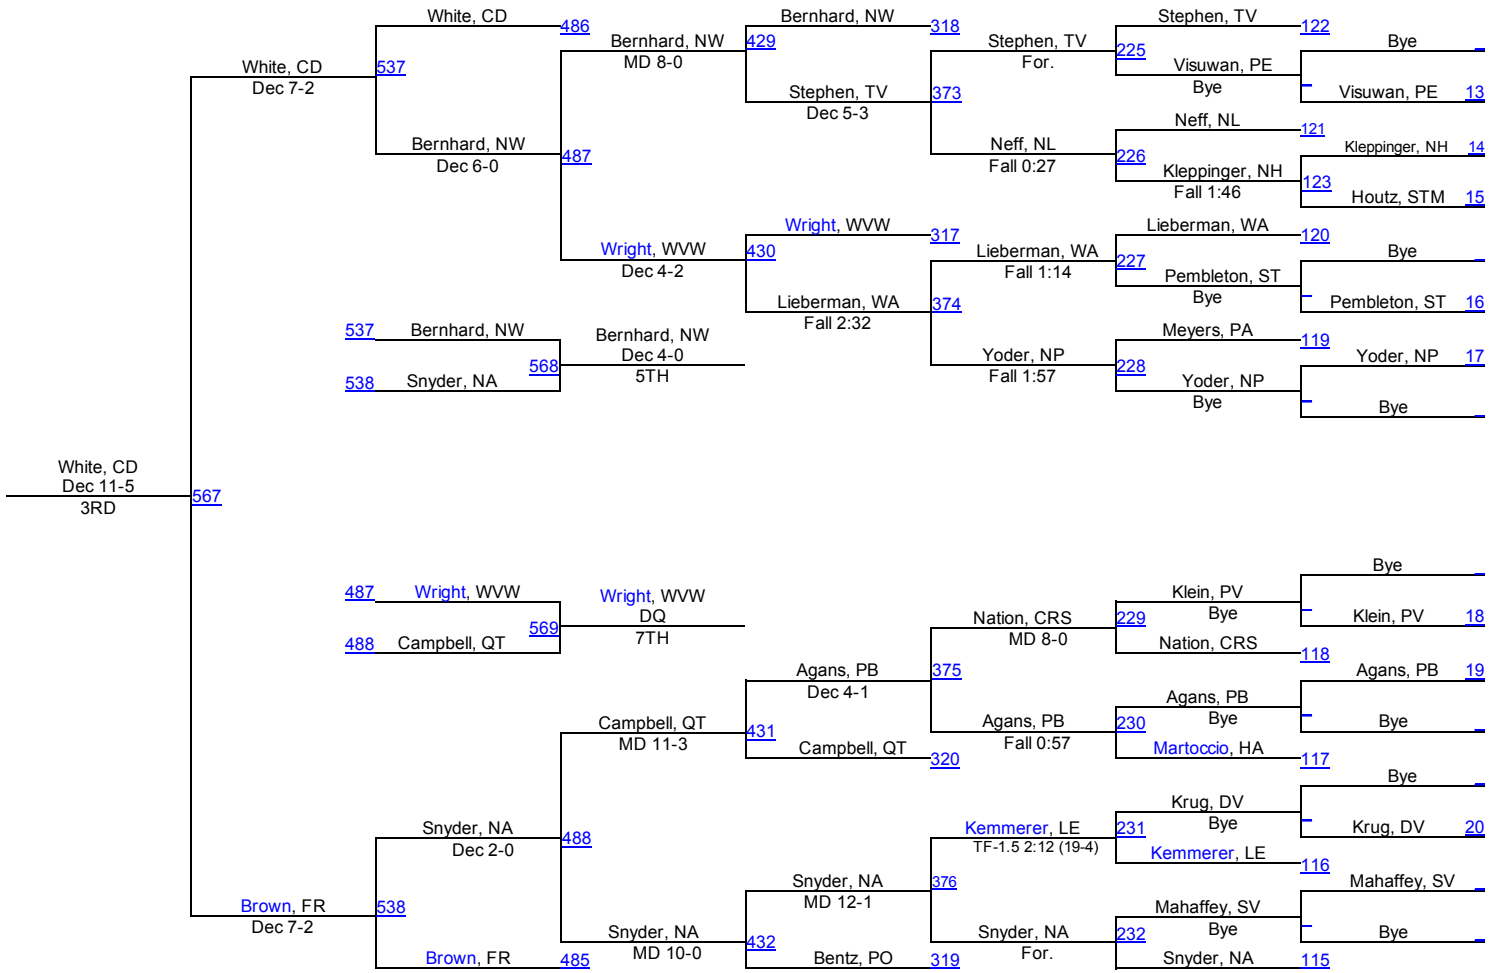 White, CD 486 Bernhard, NW 318 Stephen, TV 122
Bernhard, NW 429 Stephen, TV 225 Bye
MD 8-0 For.
White, CD 537 Visuwan, PE
Dec 7-2 Bye
Stephen, TV 373 Visuwan, PE 13
Dec 5-3
Neff, NL 121
Bernhard, NW 487 Neff, NL 226 Kleppinger, NH 14
Dec 6-0 Fall 0:27
Kleppinger, NH 123
Fall 1:46 Houtz, STM 15
Wright, WVW 317 Lieberman, WA 120
Wright, WVW 430 Lieberman, WA 227 Bye
Dec 4-2 Fall 1:14
Pembleton, ST
Bye
Lieberman, WA 374 Pembleton, ST 16
Fall 2:32
537 Bernhard, NW Bernhard, NW Meyers, PA 119
568 Dec 4-0 Yoder, NP 228 Yoder, NP 17
5TH Fall 1:57
538 Snyder, NA Yoder, NP
Bye Bye
White, CD
Dec 11-5 567
3RD
Bye
487 Wright, WVW Wright, WVW Klein, PV
DQ Bye
569 7TH Nation, CRS 229 Klein, PV 18
MD 8-0
488 Campbell, QT Nation, CRS 118
Agans, PB 375 Agans, PB 19
Dec 4-1
Agans, PB
Bye
Campbell, QT 431 Agans, PB 230 Bye
MD 11-3 Fall 0:57
Campbell, QT 320 Martoccio, HA 117
Bye
Krug, DV
Bye
Snyder, NA 488 Kemmerer, LE 231 Krug, DV 20
Dec 2-0 TF-1.5 2:12 (19-4)
Kemmerer, LE 116
Snyder, NA 376 Mahaffey, SV
MD 12-1
Brown, FR 538 Mahaffey, SV
Dec 7-2 Bye
Snyder, NA 432 Snyder, NA 232 Bye
MD 10-0 For.
Brown, FR 485 Bentz, PO 319 Snyder, NA 115